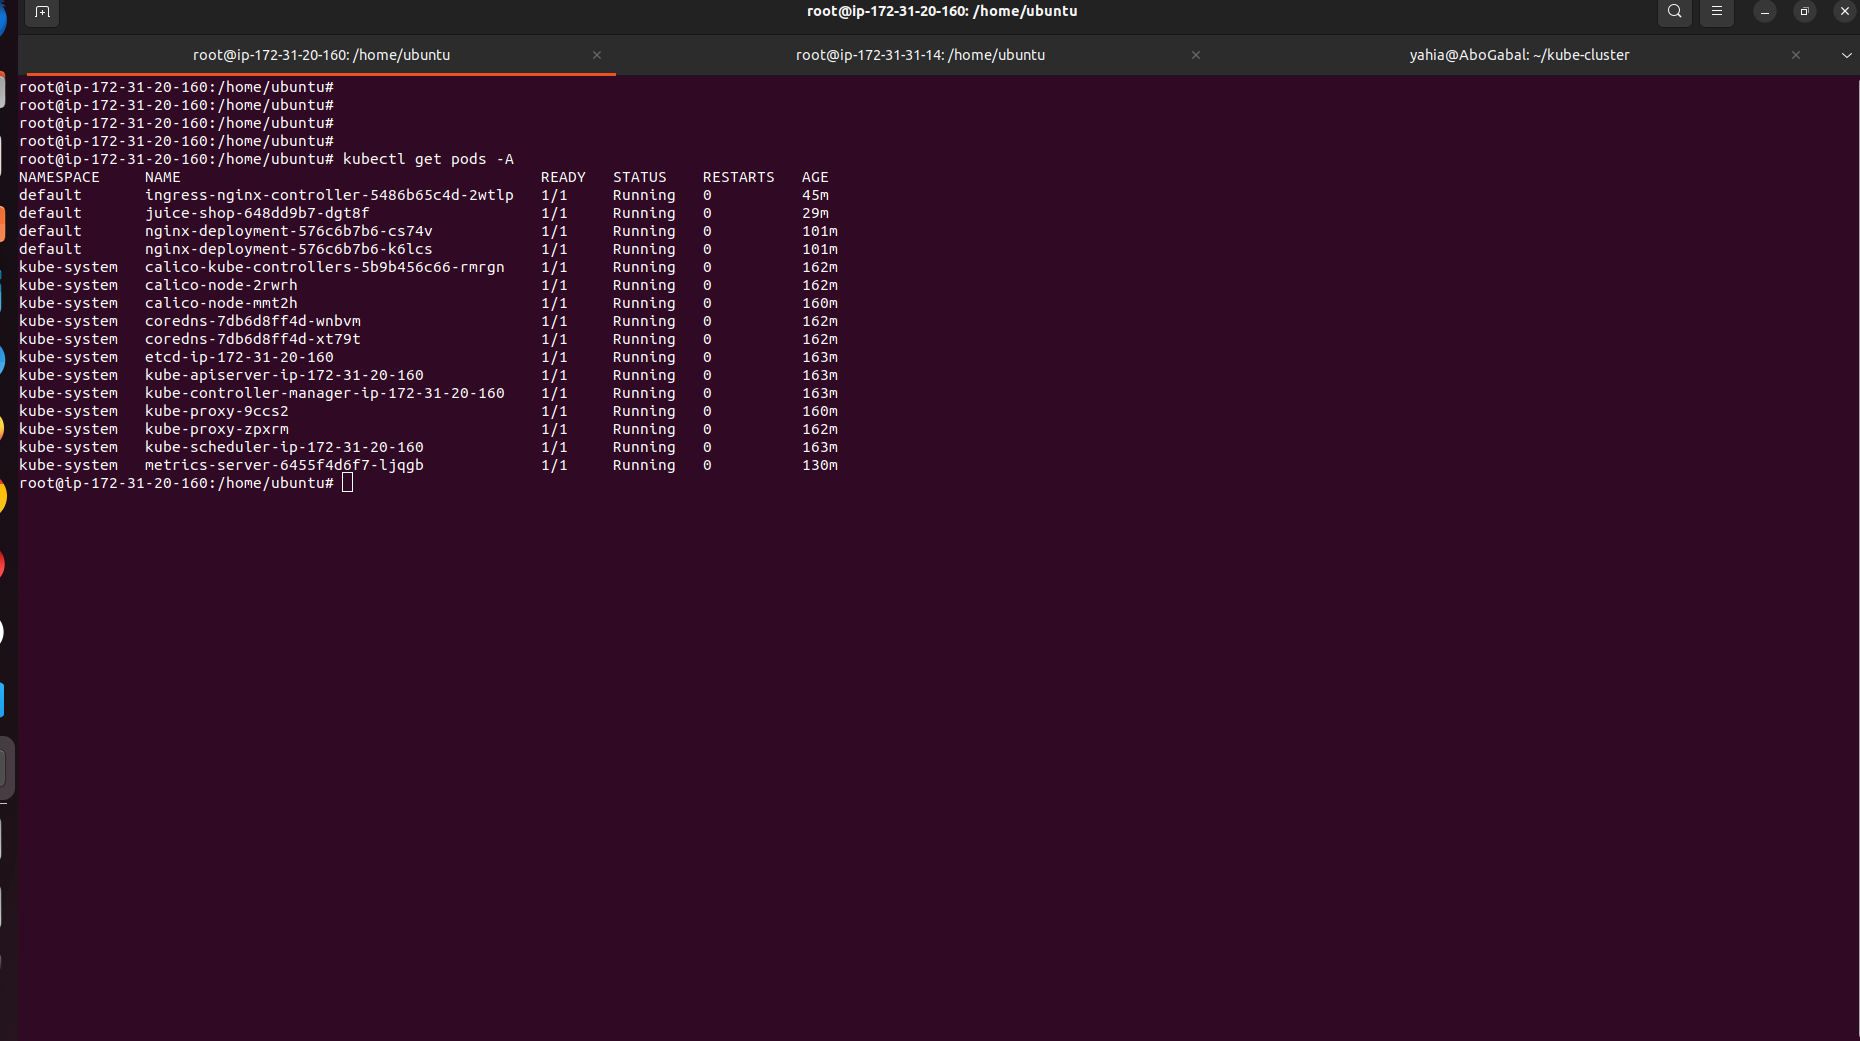 root@ip-172-31-20-160: /home/ubuntu
root@ip-172-31-20-160: /home/ubuntu
root@ip-172-31-31-14: /home/ubuntu
yahia@AboGabal: ~/kube-cluster
root@ip-172-31-20-160:/home/ubuntu#
root@ip-172-31-20-160:/home/ubuntu#
root@ip-172-31-20-160:/home/ubuntu#
root@ip-172-31-20-160:/home/ubuntu#
root@ip-172-31-20-160:/home/ubuntu# kubectl get pods -A
NAMESPACE NAME READY STATUS RESTARTS AGE
default ingress-nginx-controller-5486b65c4d-2wtlp 1/1 Running 0 45m
default juice-shop-648dd9b7-dgt8f 1/1 Running 0 29m
default nginx-deployment-576c6b7b6-cs74v 1/1 Running 0 101m
default nginx-deployment-576c6b7b6-k6lcs 1/1 Running 0 101m
kube-system calico-kube-controllers-5b9b456c66-rmrgn 1/1 Running 0 162m
kube-system calico-node-2rwrh 1/1 Running 0 162m
kube-system calico-node-mmt2h 1/1 Running 0 160m
kube-system coredns-7db6d8ff4d-wnbvm 1/1 Running 0 162m
kube-system coredns-7db6d8ff4d-xt79t 1/1 Running 0 162m
kube-system etcd-ip-172-31-20-160 1/1 Running 0 163m
kube-system kube-apiserver-ip-172-31-20-160 1/1 Running 0 163m
kube-system kube-controller-manager-ip-172-31-20-160 1/1 Running 0 163m
kube-system kube-proxy-9ccs2 1/1 Running 0 160m
kube-system kube-proxy-zpxrm 1/1 Running 0 162m
kube-system kube-scheduler-ip-172-31-20-160 1/1 Running 0 163m
kube-system metrics-server-6455f4d6f7-ljqgb 1/1 Running 0 130m
root@ip-172-31-20-160:/home/ubuntu#